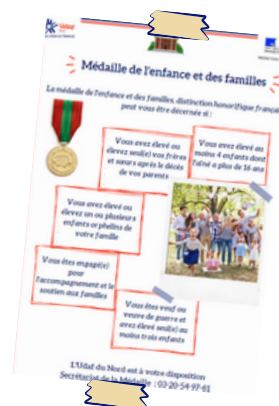 Udaf
Médaille de l'enfance et des familles
La médaille de l'enfance et des familles, distinction honorifique françai
peut vous être décernée si :
Vous avez élevé ou
élevez seul(e) vos frères
et sœurs après le décès
de vos parents
Vous avez élevé au
moins 4 enfants dont
l'aîné a plus de 16 ans
Vous avez élevé ou
élevez un ou plusieurs
enfants orphelins de
votre famille
Vous êtes engagé(e)
pour
l'accompagnement et le
soutien aux familles
Vous êtes veuf ou
veuve de guerre et
avez élevé seul(e) au
moins trois enfants
L'Udaf du Nord est à votre disposition
Secrétariat de la Médaille : 03-20-54-97-61